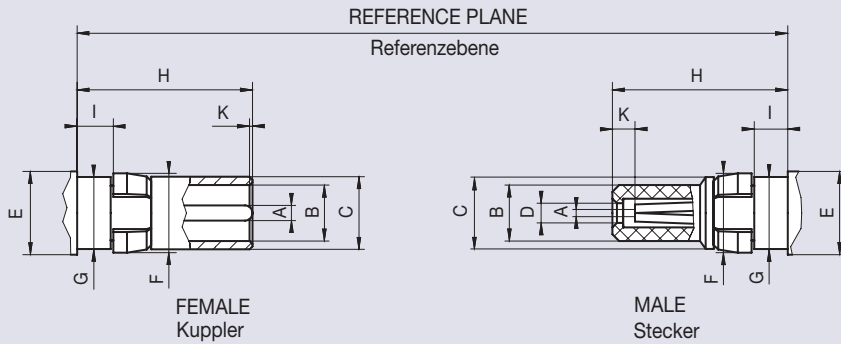 REFERENCE PLANE
Referenzebene
H
H
I
K
K
I
E
G
F
A
B
C
C
B
D
A
F
G
E
FEMALE
Kuppler
MALE
Stecker